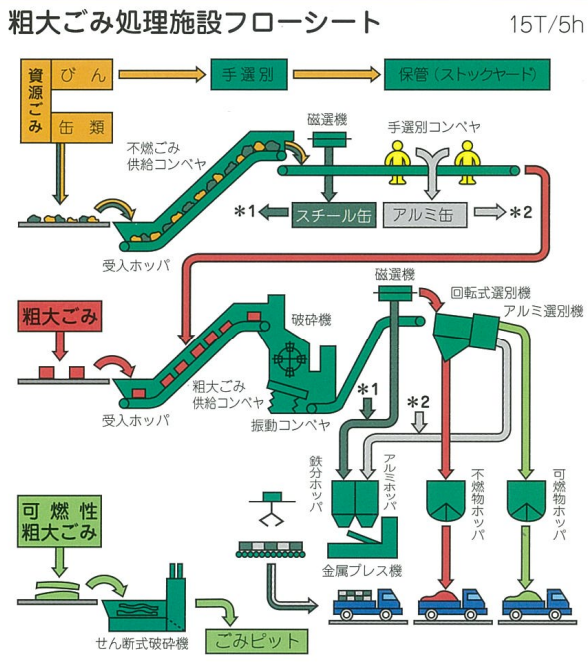 粗大ごみ処理施設フローシート
15T/5h
資源ごみ
びん
手選別
保管(ストックヤード)
缶類
不燃ごみ
供給コンベヤ
磁選機
手選別コンベヤ
*1
スチール缶
アルミ缶
*2
受入ホッパ
粗大ごみ
破砕機
磁選機
回転式選別機
アルミ選別機
粗大ごみ
供給コンベヤ
受入ホッパ
振動コンベヤ
*1
*2
鉄分ホッパ
アルミホッパ
不燃物ホッパ
可燃物ホッパ
可燃性
粗大ごみ
金属プレス機
せん断式破砕機
ごみピット